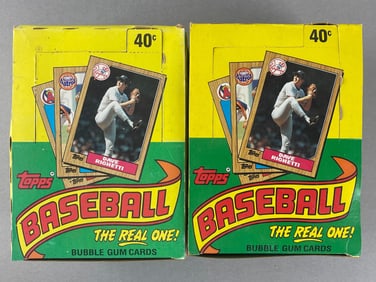 40¢
DAVE RIGHETTI
topps
BASEBALL
THE REAL ONE!
BUBBLE GUM CARDS
40¢
DAVE RIGHETTI
topps
BASEBALL
THE REAL ONE!
BUBBLE GUM CARDS